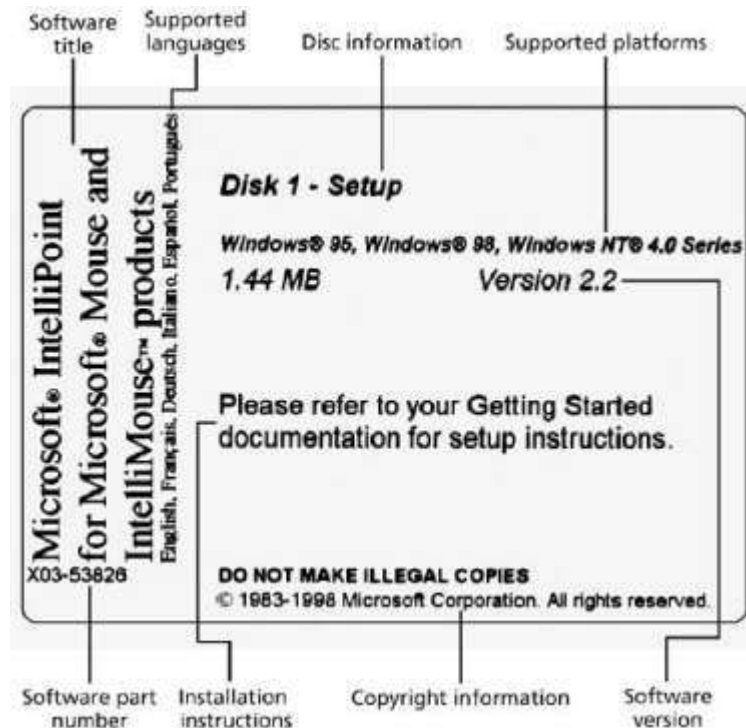 Software
title
Supported
languages
Disc information
Supported platforms
Microsoft® IntelliPoint
for Microsoft® Mouse and
IntelliMouse™ products
English, Français, Deutsch, Italiano, Español, Português
X03-53826
Disk 1 - Setup
Windows® 95, Windows® 98, Windows NT® 4.0 Series
1.44 MB Version 2.2
Please refer to your Getting Started
documentation for setup instructions.
DO NOT MAKE ILLEGAL COPIES
© 1983-1998 Microsoft Corporation. All rights reserved.
Software part
number
Installation
instructions
Copyright information
Software
version